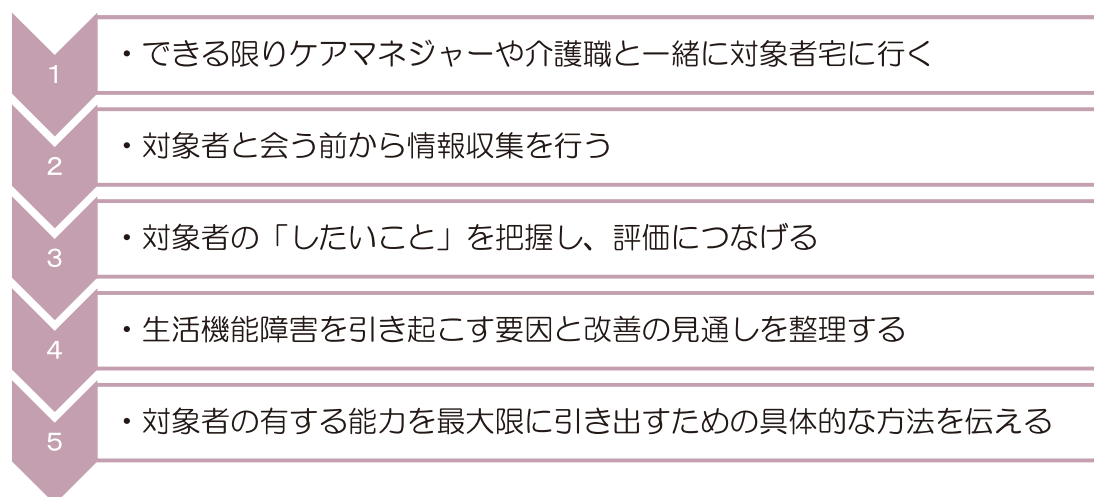 1
・できる限りケアマネジャーや介護職と一緒に対象者宅に行く
2
・対象者と会う前から情報収集を行う
3
・対象者の「したいこと」を把握し、評価につなげる
4
・生活機能障害を引き起こす要因と改善の見通しを整理する
5
・対象者の有する能力を最大限に引き出すための具体的な方法を伝える